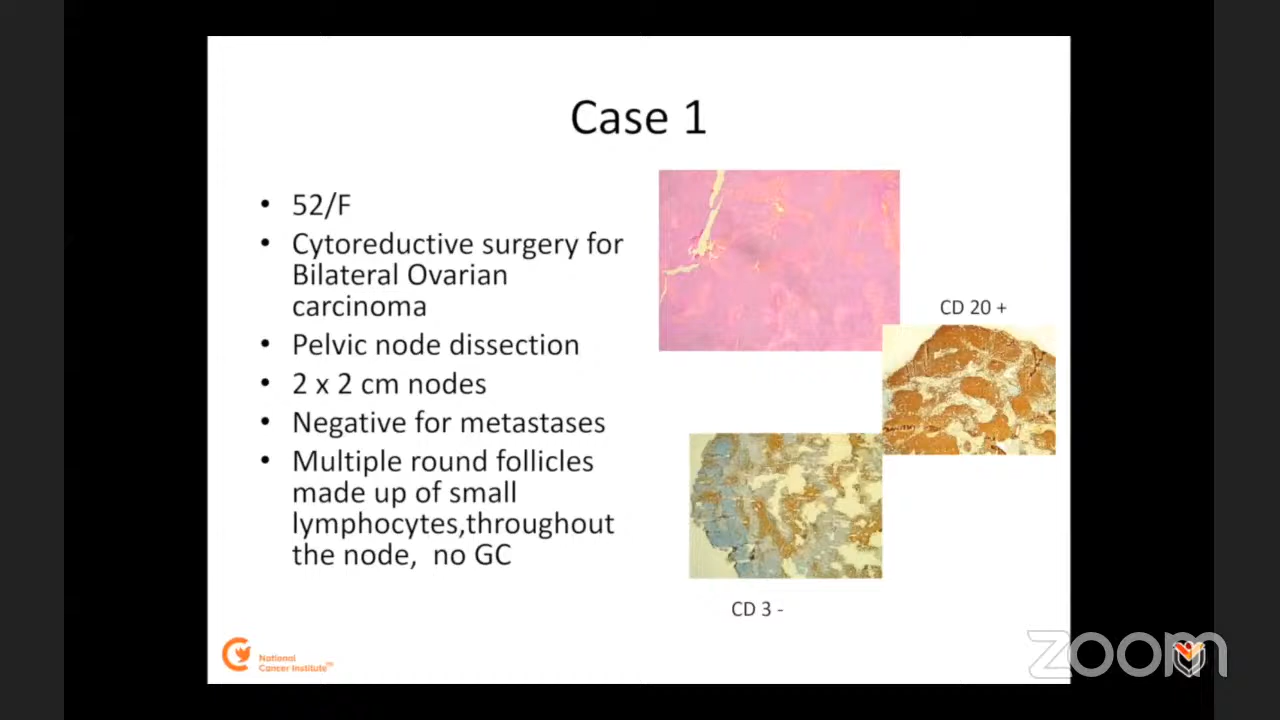 Case 1
• 52/F
• Cytoreductive surgery for
Bilateral Ovarian
carcinoma
• Pelvic node dissection
• 2 x 2 cm nodes
• Negative for metastases
• Multiple round follicles
made up of small
lymphocytes,throughout
the node,  no GC
CD 20 +
CD 3 -
National
Cancer Institute™
zoom